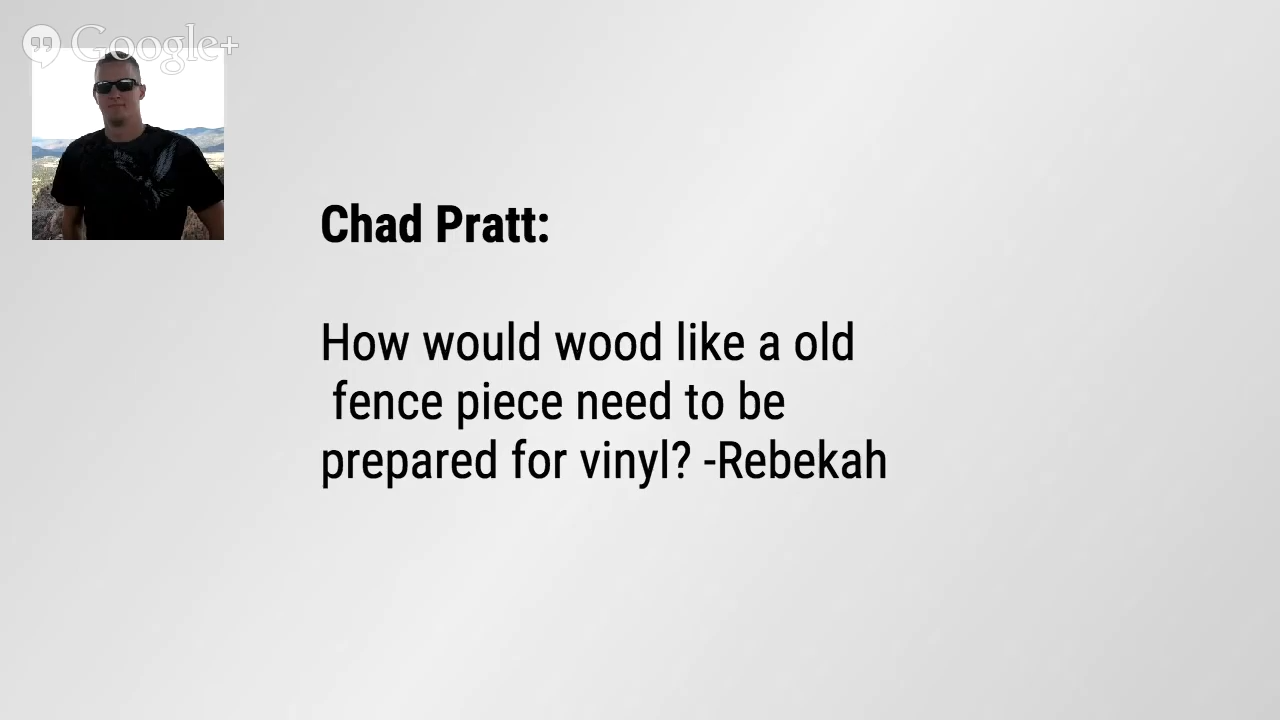 Google+
Chad Pratt:
How would wood like a old
fence piece need to be
prepared for vinyl? -Rebekah